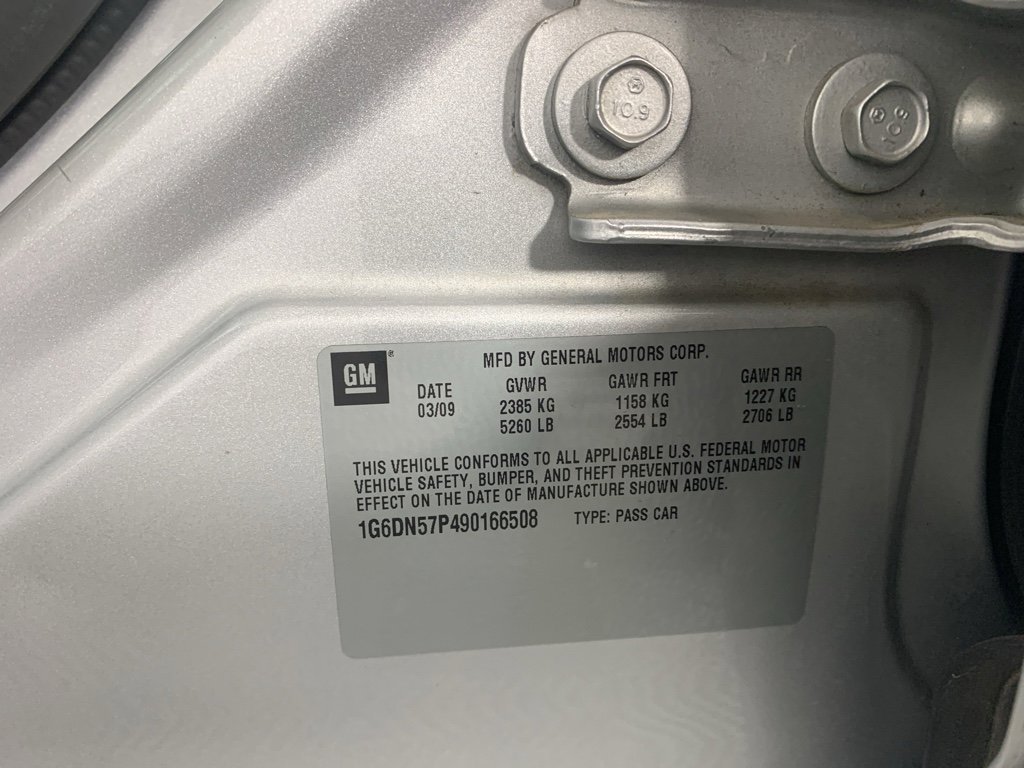 10.9
10.9
GM®
MFD BY GENERAL MOTORS CORP.
DATE GVWR GAWR FRT GAWR RR
03/09 2385 KG 1158 KG 1227 KG
5260 LB 2554 LB 2706 LB
THIS VEHICLE CONFORMS TO ALL APPLICABLE U.S. FEDERAL MOTOR
VEHICLE SAFETY, BUMPER, AND THEFT PREVENTION STANDARDS IN
EFFECT ON THE DATE OF MANUFACTURE SHOWN ABOVE.
1G6DN57P490166508 TYPE: PASS CAR